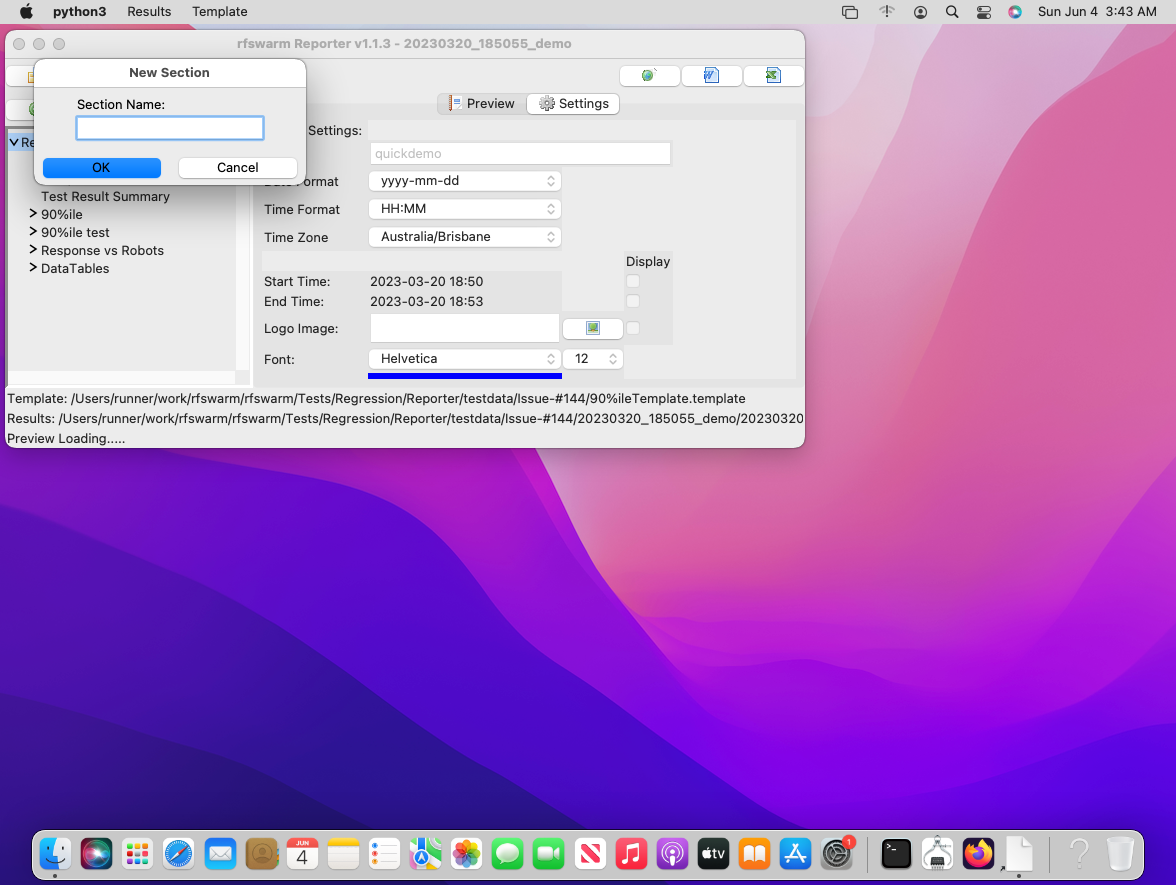 python3 Results Template Sun Jun 4 3:43 AM
rfswarm Reporter v1.1.3 - 20230320_185055_demo
New Section
Section Name:
OK Cancel
Preview Settings
Re
Settings:
quickdemo
Format yyyy-mm-dd
Time Format HH:MM
Time Zone Australia/Brisbane
Display
Start Time: 2023-03-20 18:50
End Time: 2023-03-20 18:53
Logo Image:
Font: Helvetica 12
Test Result Summary
90%ile
90%ile test
Response vs Robots
DataTables
Template: /Users/runner/work/rfswarm/rfswarm/Tests/Regression/Reporter/testdata/Issue-#144/90%ileTemplate.template
Results: /Users/runner/work/rfswarm/rfswarm/Tests/Regression/Reporter/testdata/Issue-#144/20230320_185055_demo/20230320
Preview Loading.....
JUN
4
tv
1